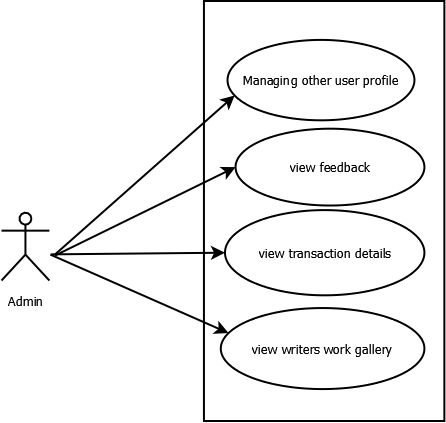 Managing other user profile
view feedback
view transaction details
Admin
view writers work gallery